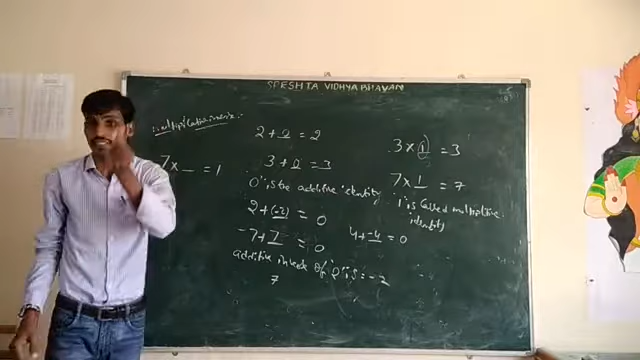 SRESHTA VIDHYA BHAVAN
:- multiplicative inverse :-
7 x _ = 1
2 + 0 = 2
3 + 0 = 3
'0' is the additive identity
2 + (-2) = 0
-7 + 7 = 0
4 + -4 = 0
additive inverse of '2' is = -2
7
3 x 1 = 3
7 x 1 = 7
'1' is called multiplicative
identity